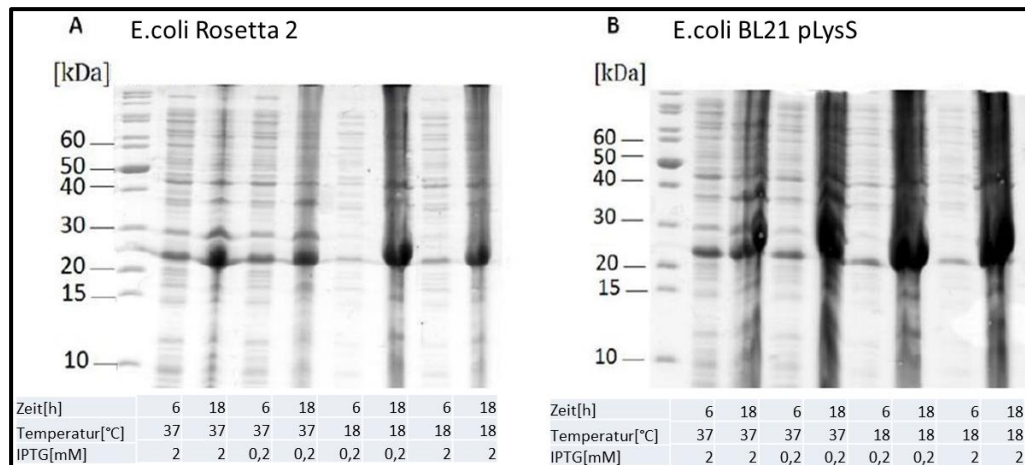 A E.coli Rosetta 2
[kDa]
60
50
40
30
20
15
10
Zeit[h] 6 18 6 18 6 18 6 18
Temperatur[°C] 37 37 37 37 18 18 18 18
IPTG[mM] 2 2 0,2 0,2 0,2 0,2 2 2
B E.coli BL21 pLysS
[kDa]
60
50
40
30
20
15
10
Zeit[h] 6 18 6 18 6 18 6 18
Temperatur[°C] 37 37 37 37 18 18 18 18
IPTG[mM] 2 2 0,2 0,2 0,2 0,2 2 2